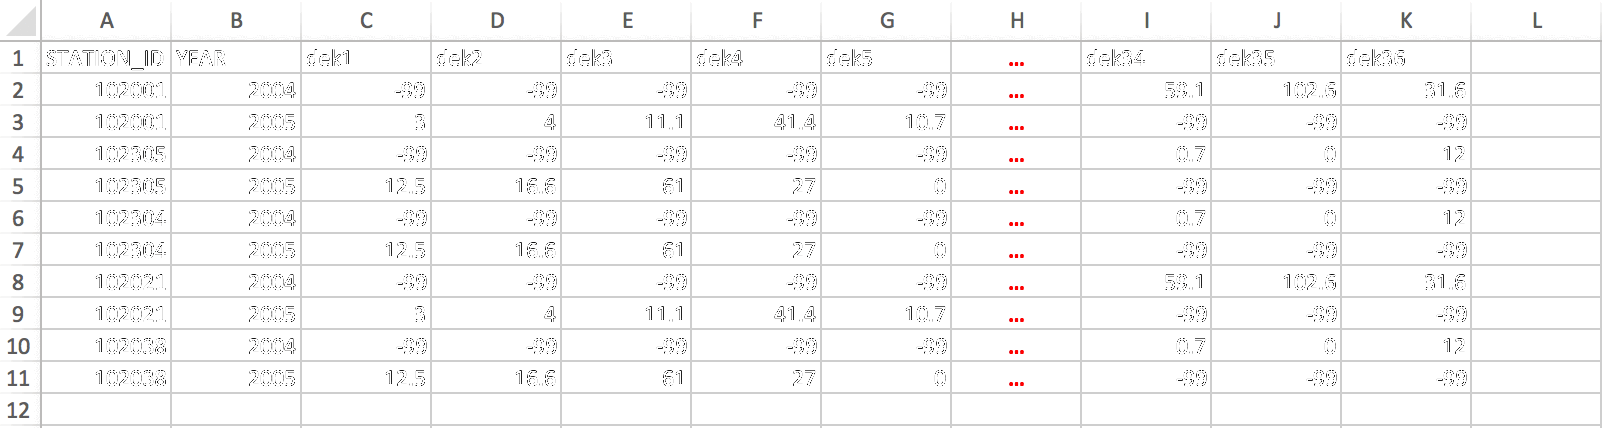 A B C D E F G H I J K L
1 STATION_ID YEAR dek1 dek2 dek3 dek4 dek5 ... dek34 dek35 dek36
2 102001 2004 -99 -99 -99 -99 -99 ... 59.1 102.6 31.6
3 102001 2005 3 4 11.1 41.4 10.7 ... -99 -99 -99
4 102305 2004 -99 -99 -99 -99 -99 ... 0.7 0 12
5 102305 2005 12.5 16.6 61 27 0 ... -99 -99 -99
6 102304 2004 -99 -99 -99 -99 -99 ... 0.7 0 12
7 102304 2005 12.5 16.6 61 27 0 ... -99 -99 -99
8 102021 2004 -99 -99 -99 -99 -99 ... 59.1 102.6 31.6
9 102021 2005 3 4 11.1 41.4 10.7 ... -99 -99 -99
10 102038 2004 -99 -99 -99 -99 -99 ... 0.7 0 12
11 102038 2005 12.5 16.6 61 27 0 ... -99 -99 -99
12